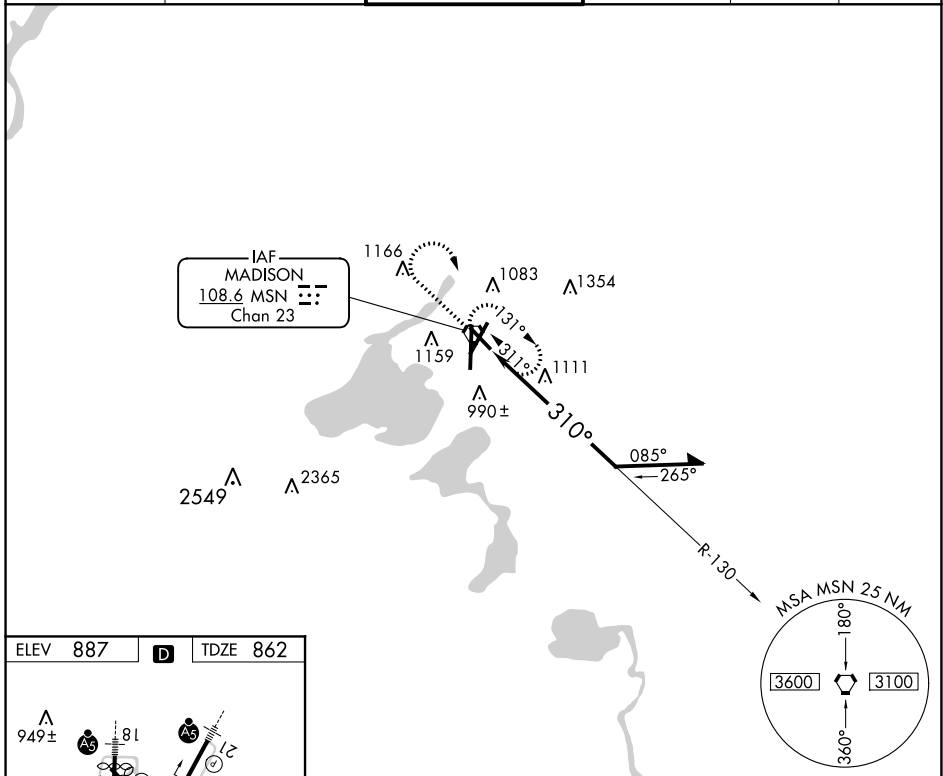 IAF
MADISON
108.6 MSN
Chan 23
1166
1083
1354
131°
1159
311°
1111
990±
310°
085°
265°
2549
2365
R-130
MSA MSN 25 NM
180°
3600
3100
360°
ELEV 887
D
TDZE 862
949±
A5
18
A5
21
P